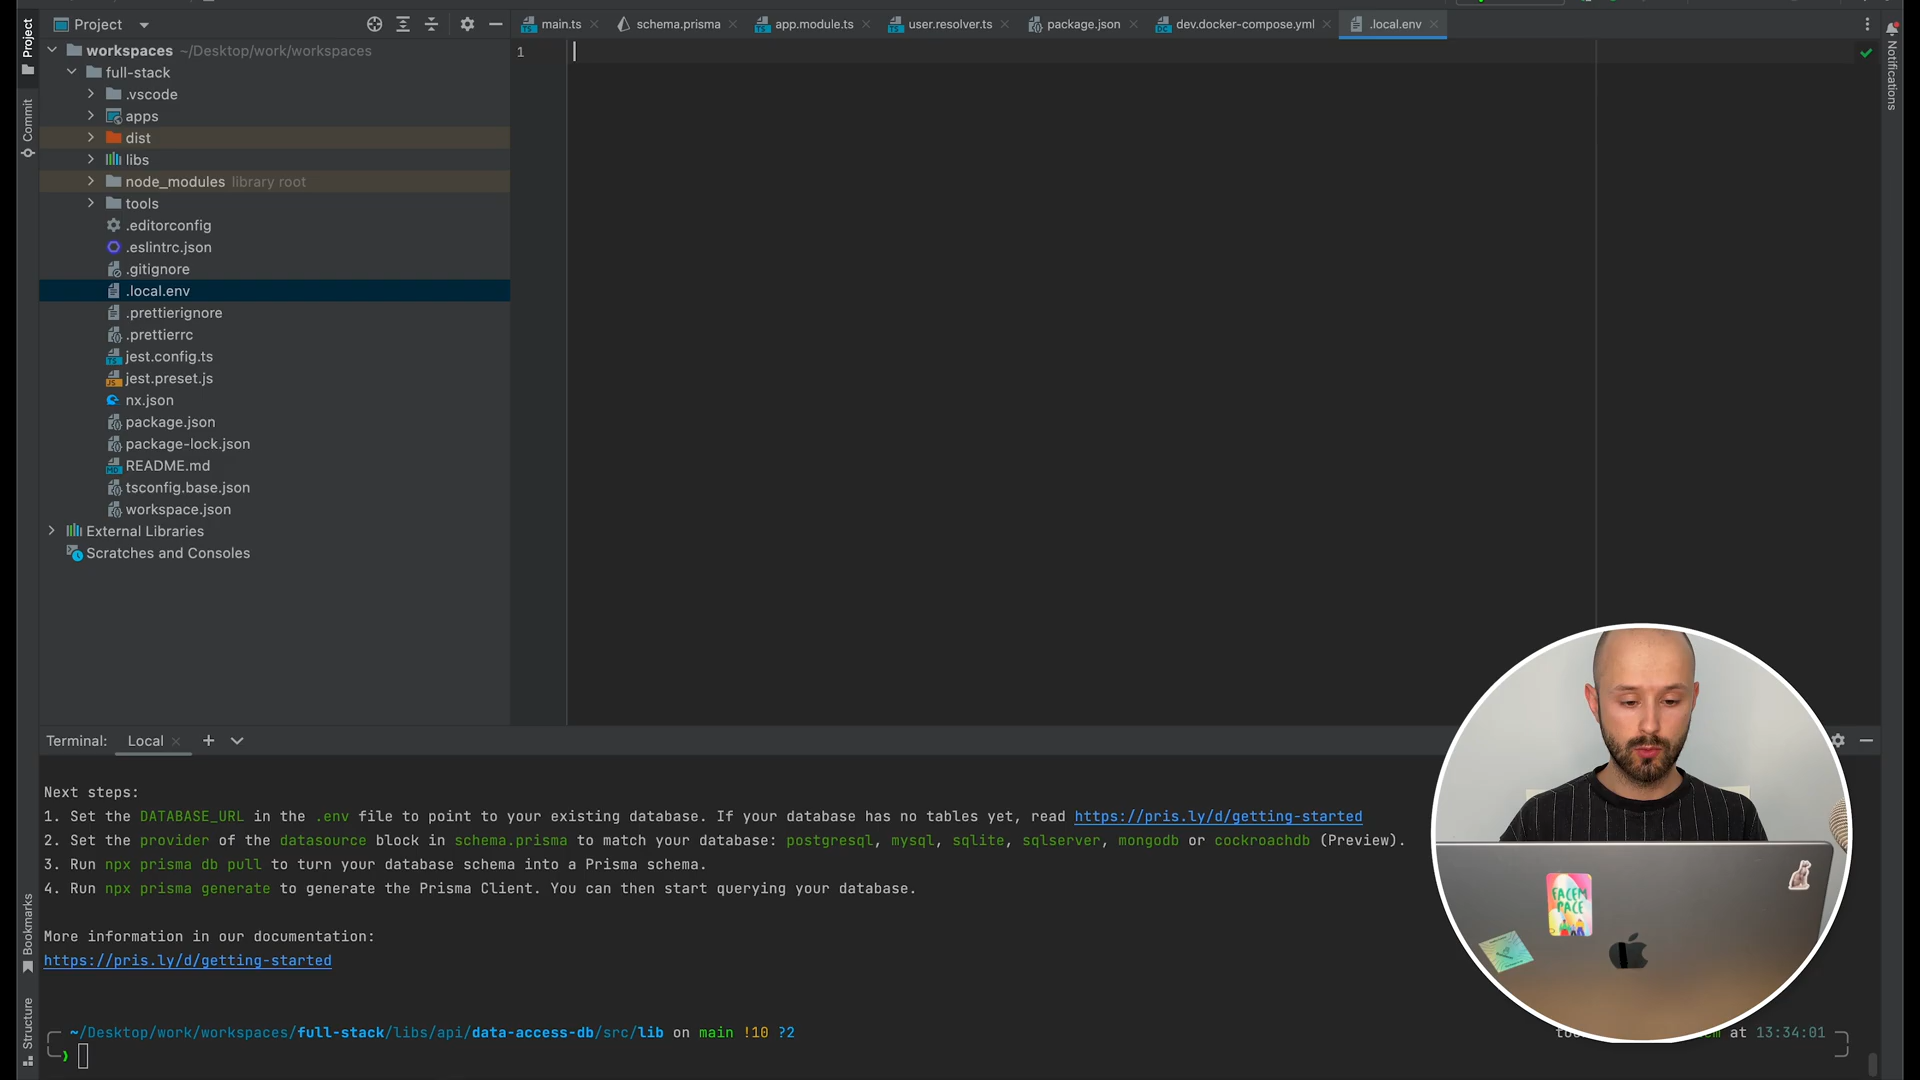 Project
main.ts
schema.prisma
app.module.ts
user.resolver.ts
package.json
dev.docker-compose.yml
.local.env
Project
Commit
Bookmarks
Structure
Notifications
workspaces ~/Desktop/work/workspaces
full-stack
.vscode
apps
dist
libs
node_modules library root
tools
.editorconfig
.eslintrc.json
.gitignore
.local.env
.prettierignore
.prettierrc
jest.config.ts
jest.preset.js
nx.json
package.json
package-lock.json
README.md
tsconfig.base.json
workspace.json
External Libraries
Scratches and Consoles
1
Terminal: Local
Next steps:
1. Set the DATABASE_URL in the .env file to point to your existing database. If your database has no tables yet, read https://pris.ly/d/getting-started
2. Set the provider of the datasource block in schema.prisma to match your database: postgresql, mysql, sqlite, sqlserver, mongodb or cockroachdb (Preview).
3. Run npx prisma db pull to turn your database schema into a Prisma schema.
4. Run npx prisma generate to generate the Prisma Client. You can then start querying your database.
More information in our documentation:
https://pris.ly/d/getting-started
~/Desktop/work/workspaces/full-stack/libs/api/data-access-db/src/lib on main !10 ?2
at 13:34:01
FACEM
PACE